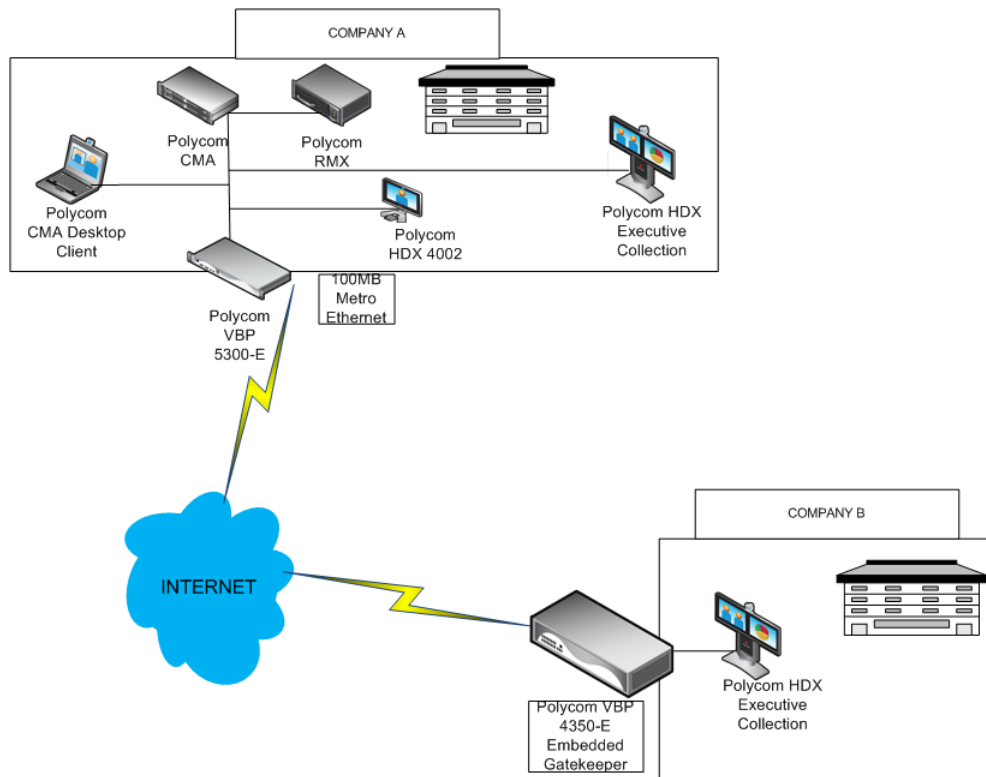 COMPANY A
Polycom
CMA
Polycom
RMX
Polycom
CMA Desktop
Client
Polycom
HDX 4002
Polycom HDX
Executive
Collection
Polycom
VBP
5300-E
100MB
Metro
Ethernet
INTERNET
COMPANY B
Polycom VBP
4350-E
Embedded
Gatekeeper
Polycom HDX
Executive
Collection